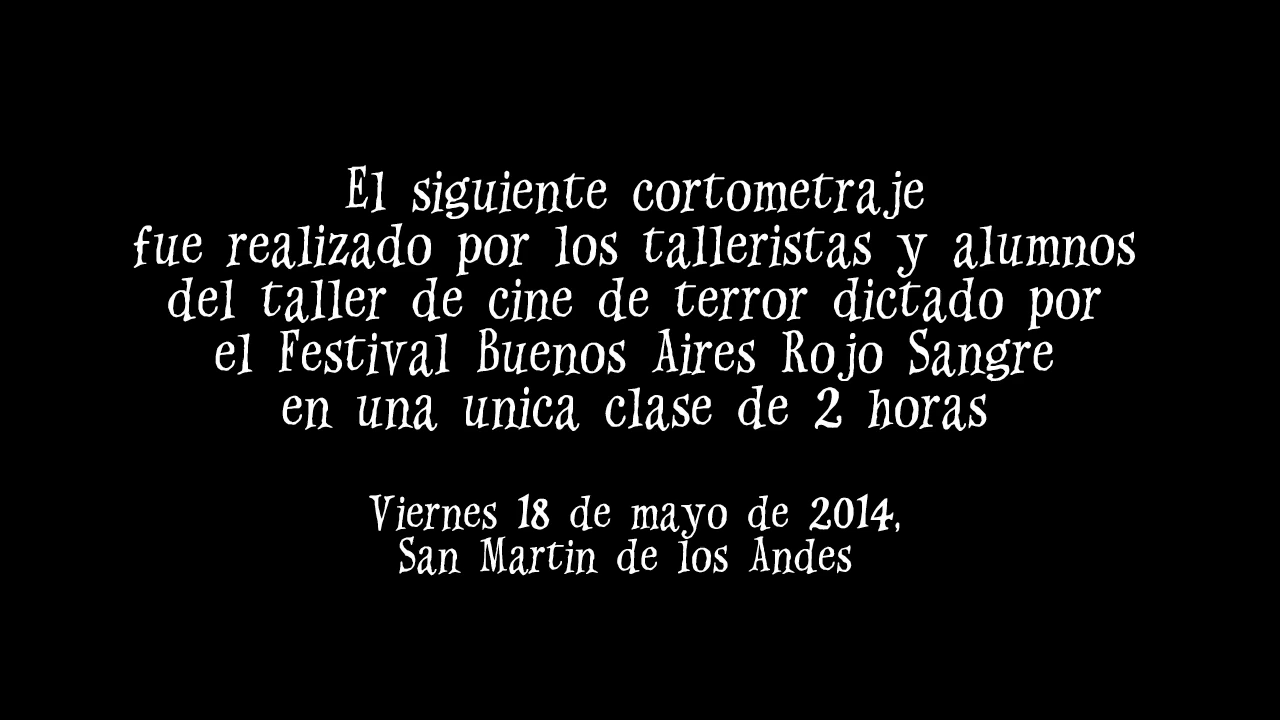 El siguiente cortometraje
fue realizado por los talleristas y alumnos
del taller de cine de terror dictado por
el Festival Buenos Aires Rojo Sangre
en una unica clase de 2 horas
Viernes 18 de mayo de 2014,
San Martin de los Andes